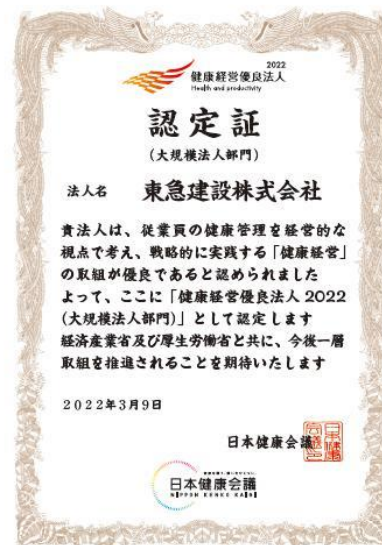 2022
健康経営優良法人
Health and productivity
認定証
(大規模法人部門)
法人名 東急建設株式会社
貴法人は、従業員の健康管理を経営的な
視点で考え、戦略的に実践する「健康経営」
の取組が優良であると認められました
よって、ここに「健康経営優良法人 2022
(大規模法人部門)」として認定します
経済産業省及び厚生労働省と共に、今後一層
取組を推進されることを期待いたします
2022年3月9日
日本健康会議
日本健康会議
NIPPON KENKO KAIGI